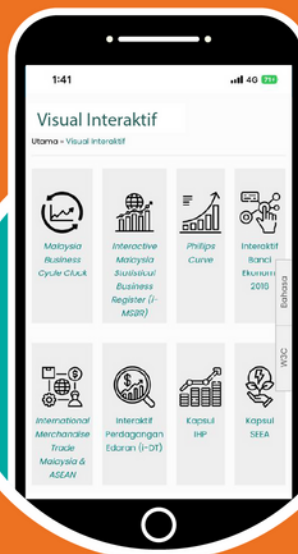 1:41
4G 71
Visual Interaktif
Utama - Visual Interaktif
Malaysia
Business
Cycle Clock
Interactive
Malaysia
Statistical
Business
Register (i-
MSBR)
Phillips
Curve
Interaktif
Banci
Ekonomi
2016
Bahasa
W3C
International
Merchandise
Trade
Malaysia &
ASEAN
Interaktif
Perdagangan
Edaran (i-DT)
Kapsul
IHP
Kapsul
SEEA